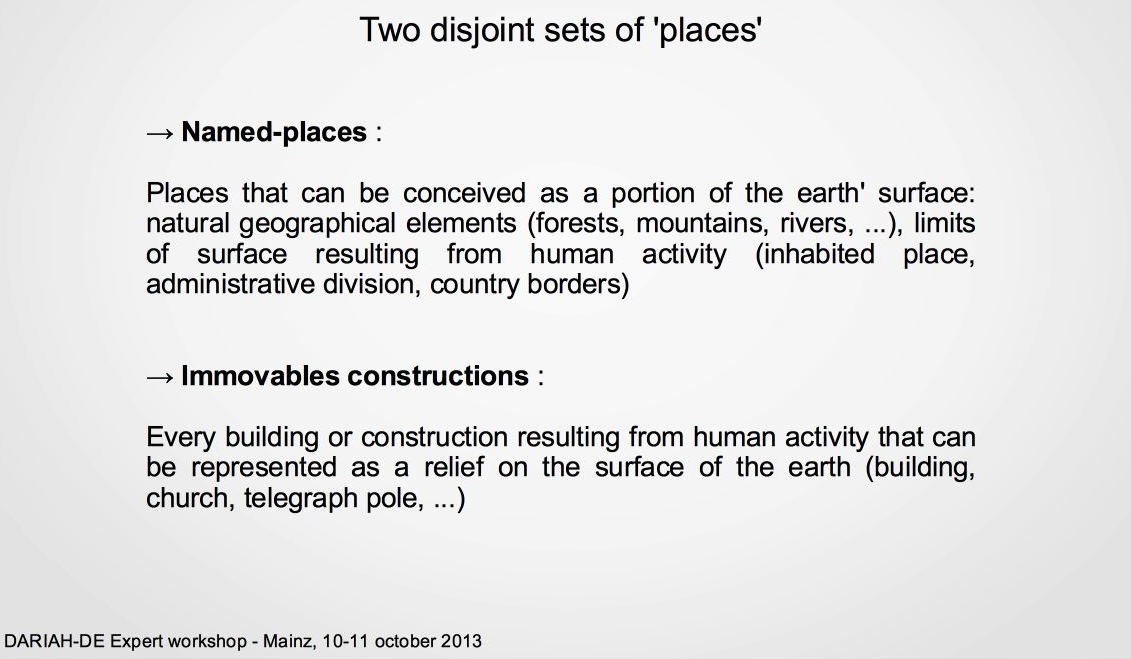 Two disjoint sets of 'places'
→ Named-places :
Places that can be conceived as a portion of the earth' surface:
natural geographical elements (forests, mountains, rivers, ...), limits
of surface resulting from human activity (inhabited place,
administrative division, country borders)
→ Immovables constructions :
Every building or construction resulting from human activity that can
be represented as a relief on the surface of the earth (building,
church, telegraph pole, ...)
DARIAH-DE Expert workshop - Mainz, 10-11 october 2013